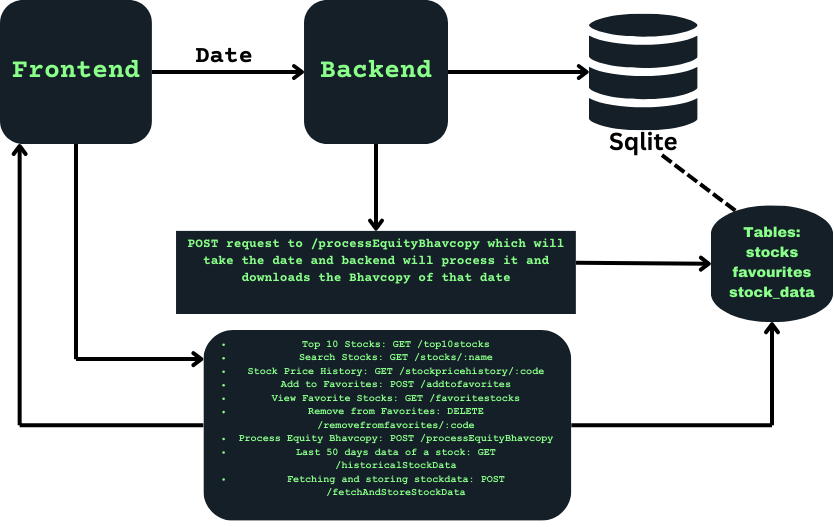 Frontend
Date
Backend
Sqlite
POST request to /processEquityBhavcopy which will
take the date and backend will process it and
downloads the Bhavcopy of that date
Tables:
stocks
favourites
stock_data
• Top 10 Stocks: GET /top10stocks
• Search Stocks: GET /stocks/:name
• Stock Price History: GET /stockpricehistory/:code
• Add to Favorites: POST /addtofavorites
• View Favorite Stocks: GET /favoritestocks
• Remove from Favorites: DELETE
/removefromfavorites/:code
• Process Equity Bhavcopy: POST /processEquityBhavcopy
• Last 50 days data of a stock: GET
/historicalStockData
• Fetching and storing stockdata: POST
/fetchAndStoreStockData